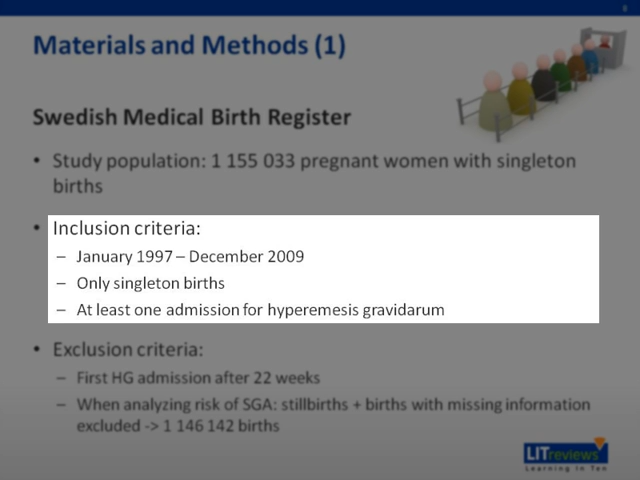 9
Materials and Methods (1)
Swedish Medical Birth Register
• Study population: 1 155 033 pregnant women with singleton
births
• Inclusion criteria:
– January 1997 – December 2009
– Only singleton births
– At least one admission for hyperemesis gravidarum
• Exclusion criteria:
– First HG admission after 22 weeks
– When analyzing risk of SGA: stillbirths + births with missing information
excluded -> 1 146 142 births
LITreviews
Learning In Ten